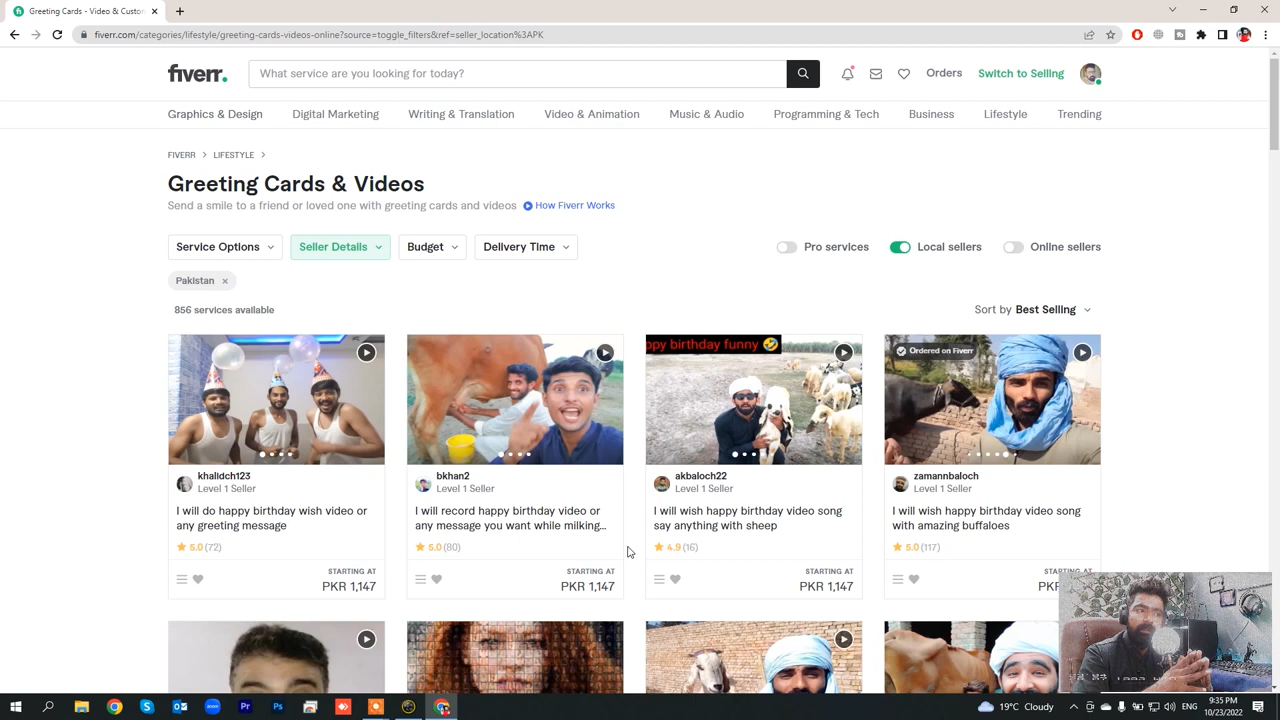 Greeting Cards - Video & Custom
fiverr.com/categories/lifestyle/greeting-cards-videos-online?source=toggle_filters&ref=seller_location%3APK
fiverr.
What service are you looking for today?
Orders
Switch to Selling
Graphics & Design
Digital Marketing
Writing & Translation
Video & Animation
Music & Audio
Programming & Tech
Business
Lifestyle
Trending
FIVERR
LIFESTYLE
Greeting Cards & Videos
Send a smile to a friend or loved one with greeting cards and videos
How Fiverr Works
Service Options
Seller Details
Budget
Delivery Time
Pro services
Local sellers
Online sellers
Pakistan
856 services available
Sort by Best Selling
khalidch123
Level 1 Seller
I will do happy birthday wish video or
any greeting message
5.0 (72)
STARTING AT
PKR 1,147
bkhan2
Level 1 Seller
I will record happy birthday video or
any message you want while milking...
5.0 (80)
STARTING AT
PKR 1,147
ppy birthday funny 🤣
akbaloch22
Level 1 Seller
I will wish happy birthday video song
say anything with sheep
4.9 (16)
STARTING AT
PKR 1,147
Ordered on Fiverr
zamannbaloch
Level 1 Seller
I will wish happy birthday video song
with amazing buffaloes
5.0 (117)
STARTING AT
PKR
zoom
Pr
Ps
19°C Cloudy
ENG
9:35 PM
10/23/2022